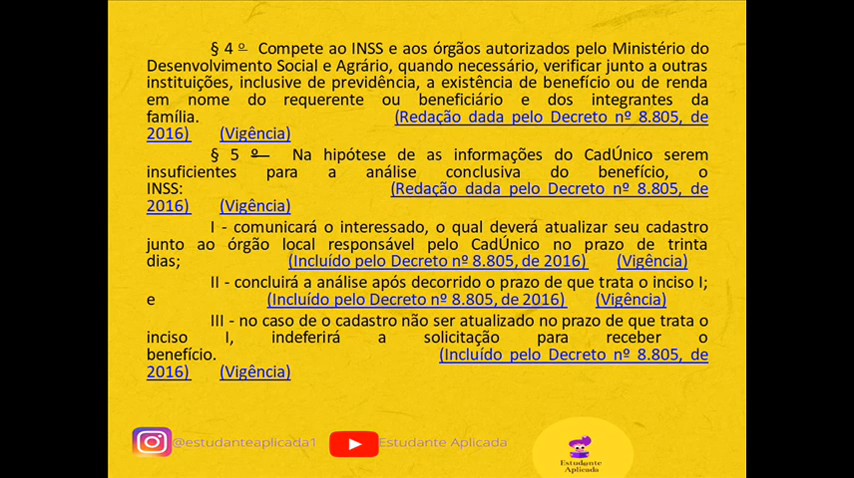 § 4 º Compete ao INSS e aos órgãos autorizados pelo Ministério do
Desenvolvimento Social e Agrário, quando necessário, verificar junto a outras
instituições, inclusive de previdência, a existência de benefício ou de renda
em nome do requerente ou beneficiário e dos integrantes da
família. (Redação dada pelo Decreto nº 8.805, de
2016) (Vigência)
§ 5 º Na hipótese de as informações do CadÚnico serem
insuficientes para a análise conclusiva do benefício, o
INSS: (Redação dada pelo Decreto nº 8.805, de
2016) (Vigência)
I - comunicará o interessado, o qual deverá atualizar seu cadastro
junto ao órgão local responsável pelo CadÚnico no prazo de trinta
dias; (Incluído pelo Decreto nº 8.805, de 2016) (Vigência)
II - concluirá a análise após decorrido o prazo de que trata o inciso I;
e (Incluído pelo Decreto nº 8.805, de 2016) (Vigência)
III - no caso de o cadastro não ser atualizado no prazo de que trata o
inciso I, indeferirá a solicitação para receber o
benefício. (Incluído pelo Decreto nº 8.805, de
2016) (Vigência)
@estudanteaplicada1 Estudante Aplicada
Estudante
Aplicada